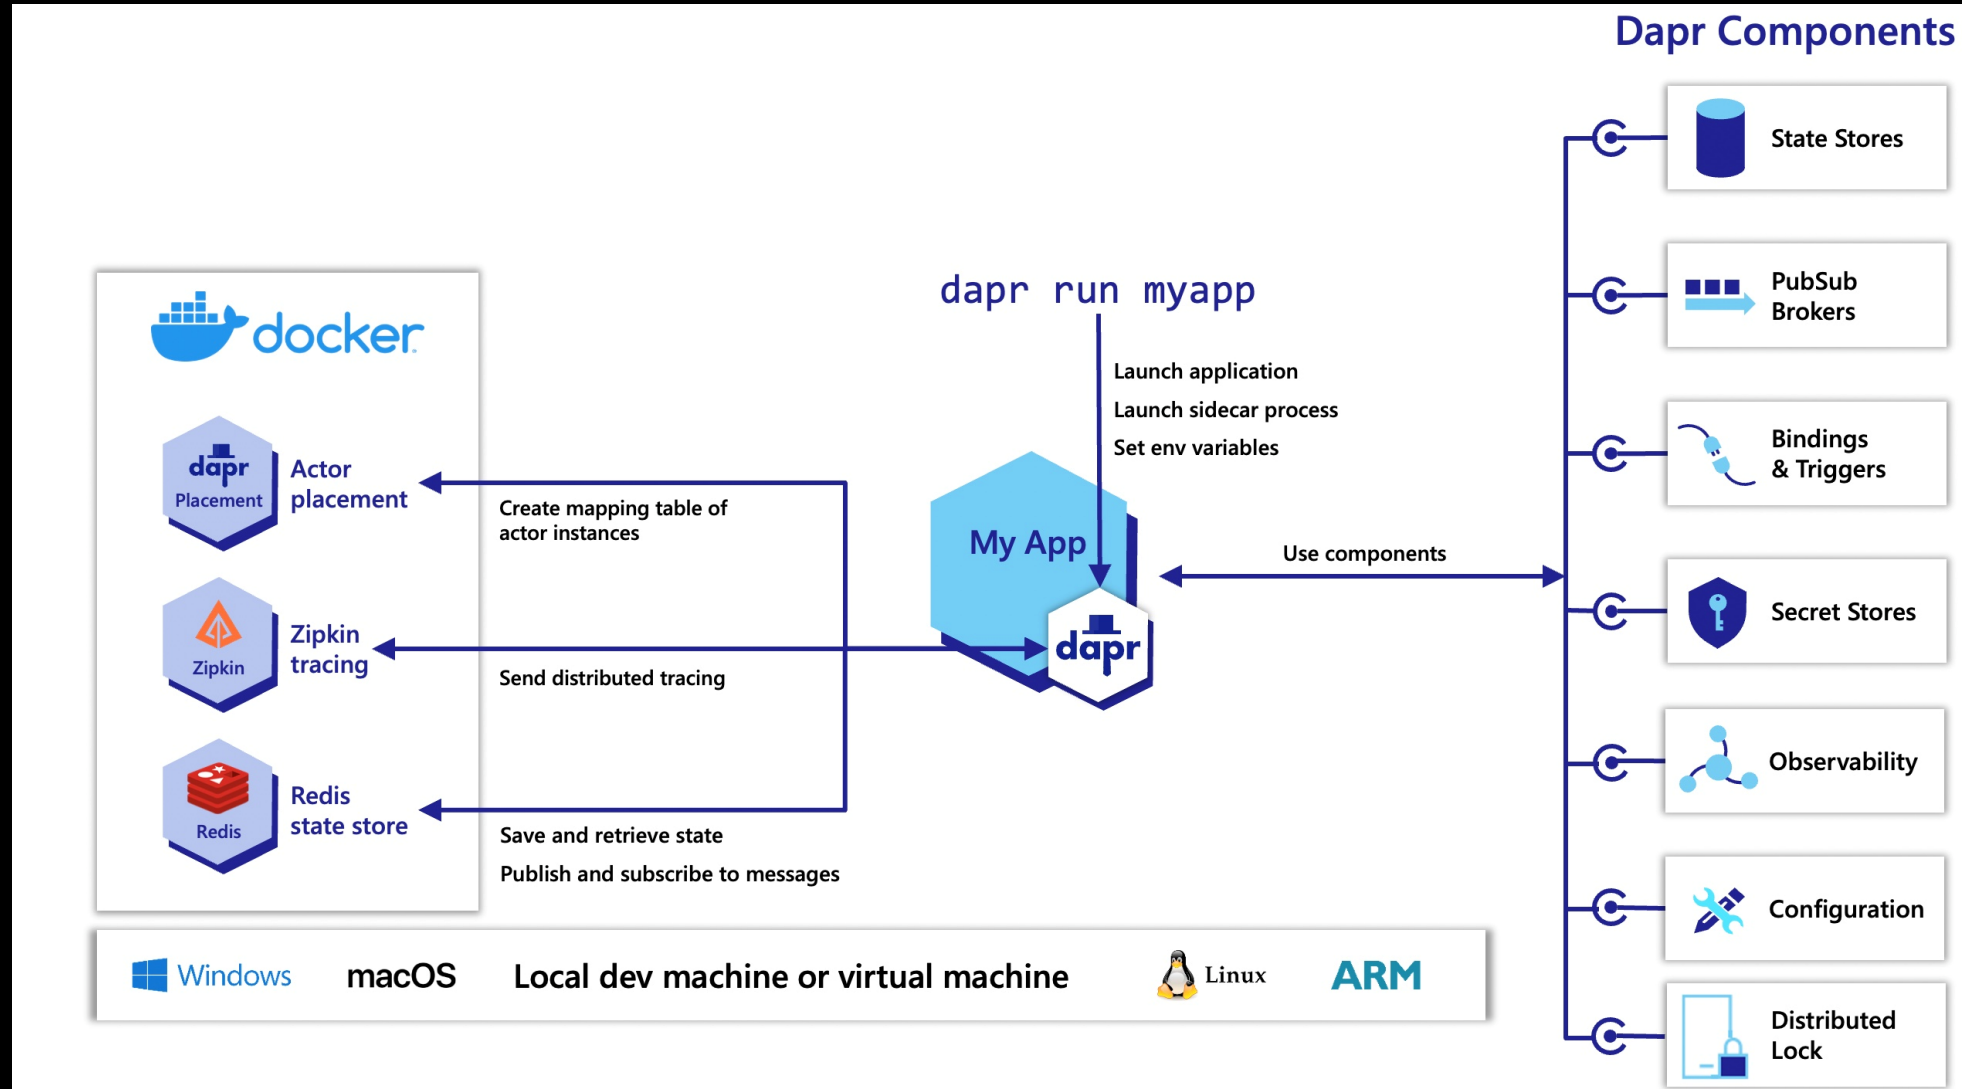 Dapr Components
State Stores
PubSub
Brokers
Bindings
& Triggers
Secret Stores
Observability
Configuration
Distributed
Lock
dapr run myapp
Launch application
Launch sidecar process
Set env variables
My App
dapr
Use components
docker
dapr
Placement
Actor
placement
Create mapping table of
actor instances
Zipkin
Zipkin
tracing
Send distributed tracing
Redis
Redis
state store
Save and retrieve state
Publish and subscribe to messages
Windows macOS Local dev machine or virtual machine Linux ARM